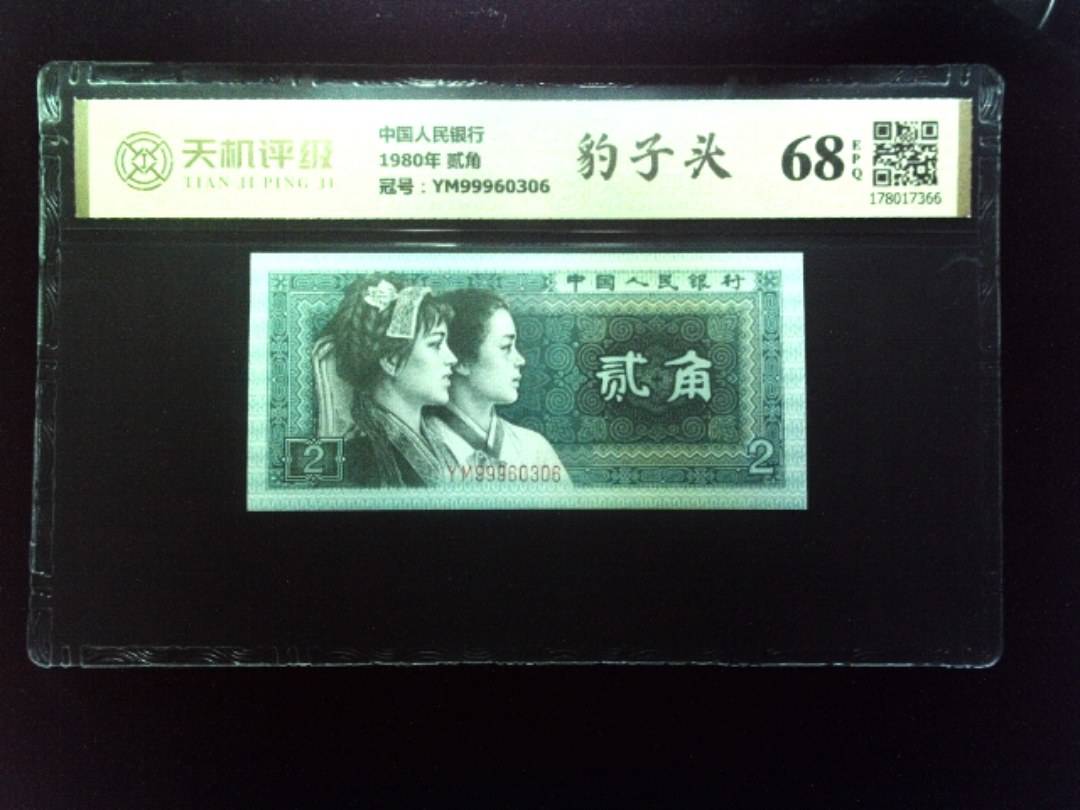 天机评级
TIAN JI PING JI
中国人民银行
1980年 贰角
冠号：YM99960306
豹子头
68
EPQ
178017366
中国人民银行
贰角
2
2
YM99960306